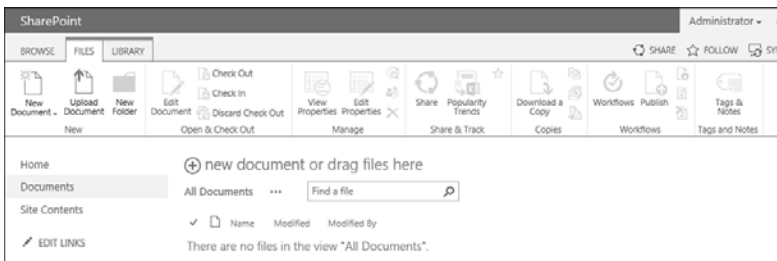 SharePoint Administrator
BROWSE FILES LIBRARY SHARE FOLLOW SY
New Document Upload Document New Folder
New
Edit Document Check Out Check In Discard Check Out
Open & Check Out
View Properties Edit Properties
Manage
Share Popularity Trends
Share & Track
Download a Copy
Copies
Workflows Publish
Workflows
Tags & Notes
Tags and Notes
Home
Documents
Site Contents
EDIT LINKS
new document or drag files here
All Documents ... Find a file
Name Modified Modified By
There are no files in the view "All Documents".